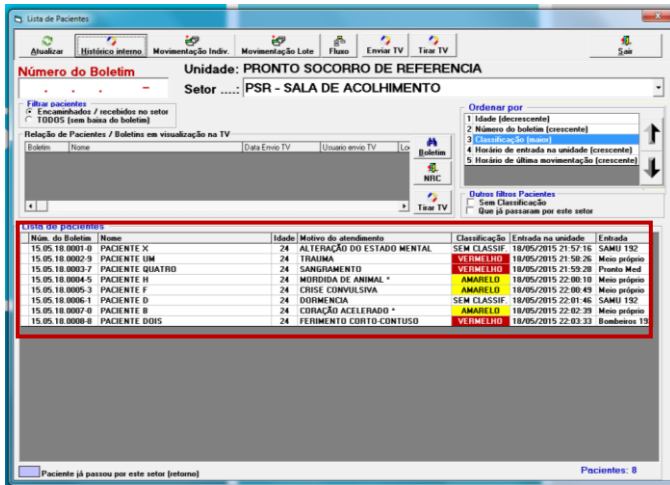 Lista de Pacientes
Atualizar Histórico interno Movimentação Indiv. Movimentação Lote Fluxo Enviar TV Tirar TV Sair
Número do Boletim
. . . -
Unidade: PRONTO SOCORRO DE REFERENCIA
Setor ....: PSR - SALA DE ACOLHIMENTO
Filtrar pacientes
Encaminhados / recebidos no setor
TODOS (sem baixa do boletim)
Relação de Pacientes / Boletins em visualização na TV
Boletim Nome Data Envio TV Usuario envio TV Lo
Boletim
NRC
Tirar TV
Ordenar por
1 Idade (decrescente)
2 Número do boletim (crescente)
3 Classificação (maior)
4 Horário de entrada na unidade (crescente)
5 Horário de última movimentação (crescente)
Outros filtros Pacientes
Sem Classificação
Que já passaram por este setor
Lista de pacientes
Núm. do Boletim Nome Idade Motivo do atendimento Classificação Entrada na unidade Entrada
15.05.18.0001-0 PACIENTE X 24 ALTERAÇÃO DO ESTADO MENTAL SEM CLASSIF. 18/05/2015 21:57:16 SAMU 192
15.05.18.0002-9 PACIENTE UM 24 TRAUMA VERMELHO 18/05/2015 21:58:26 Meio próprio
15.05.18.0003-7 PACIENTE QUATRO 24 SANGRAMENTO VERMELHO 18/05/2015 21:59:28 Pronto Med
15.05.18.0004-5 PACIENTE H 24 MORDIDA DE ANIMAL * AMARELO 18/05/2015 22:00:10 Meio próprio
15.05.18.0005-3 PACIENTE F 24 CRISE CONVULSIVA AMARELO 18/05/2015 22:00:49 Meio próprio
15.05.18.0006-1 PACIENTE D 24 DORMENCIA SEM CLASSIF. 18/05/2015 22:01:46 SAMU 192
15.05.18.0007-0 PACIENTE B 24 CORAÇÃO ACELERADO * AMARELO 18/05/2015 22:02:39 Meio próprio
15.05.18.0008-8 PACIENTE DOIS 24 FERIMENTO CORTO-CONTUSO VERMELHO 18/05/2015 22:03:33 Bombeiros 19
Paciente já passou por este setor (retorno)
Pacientes: 8